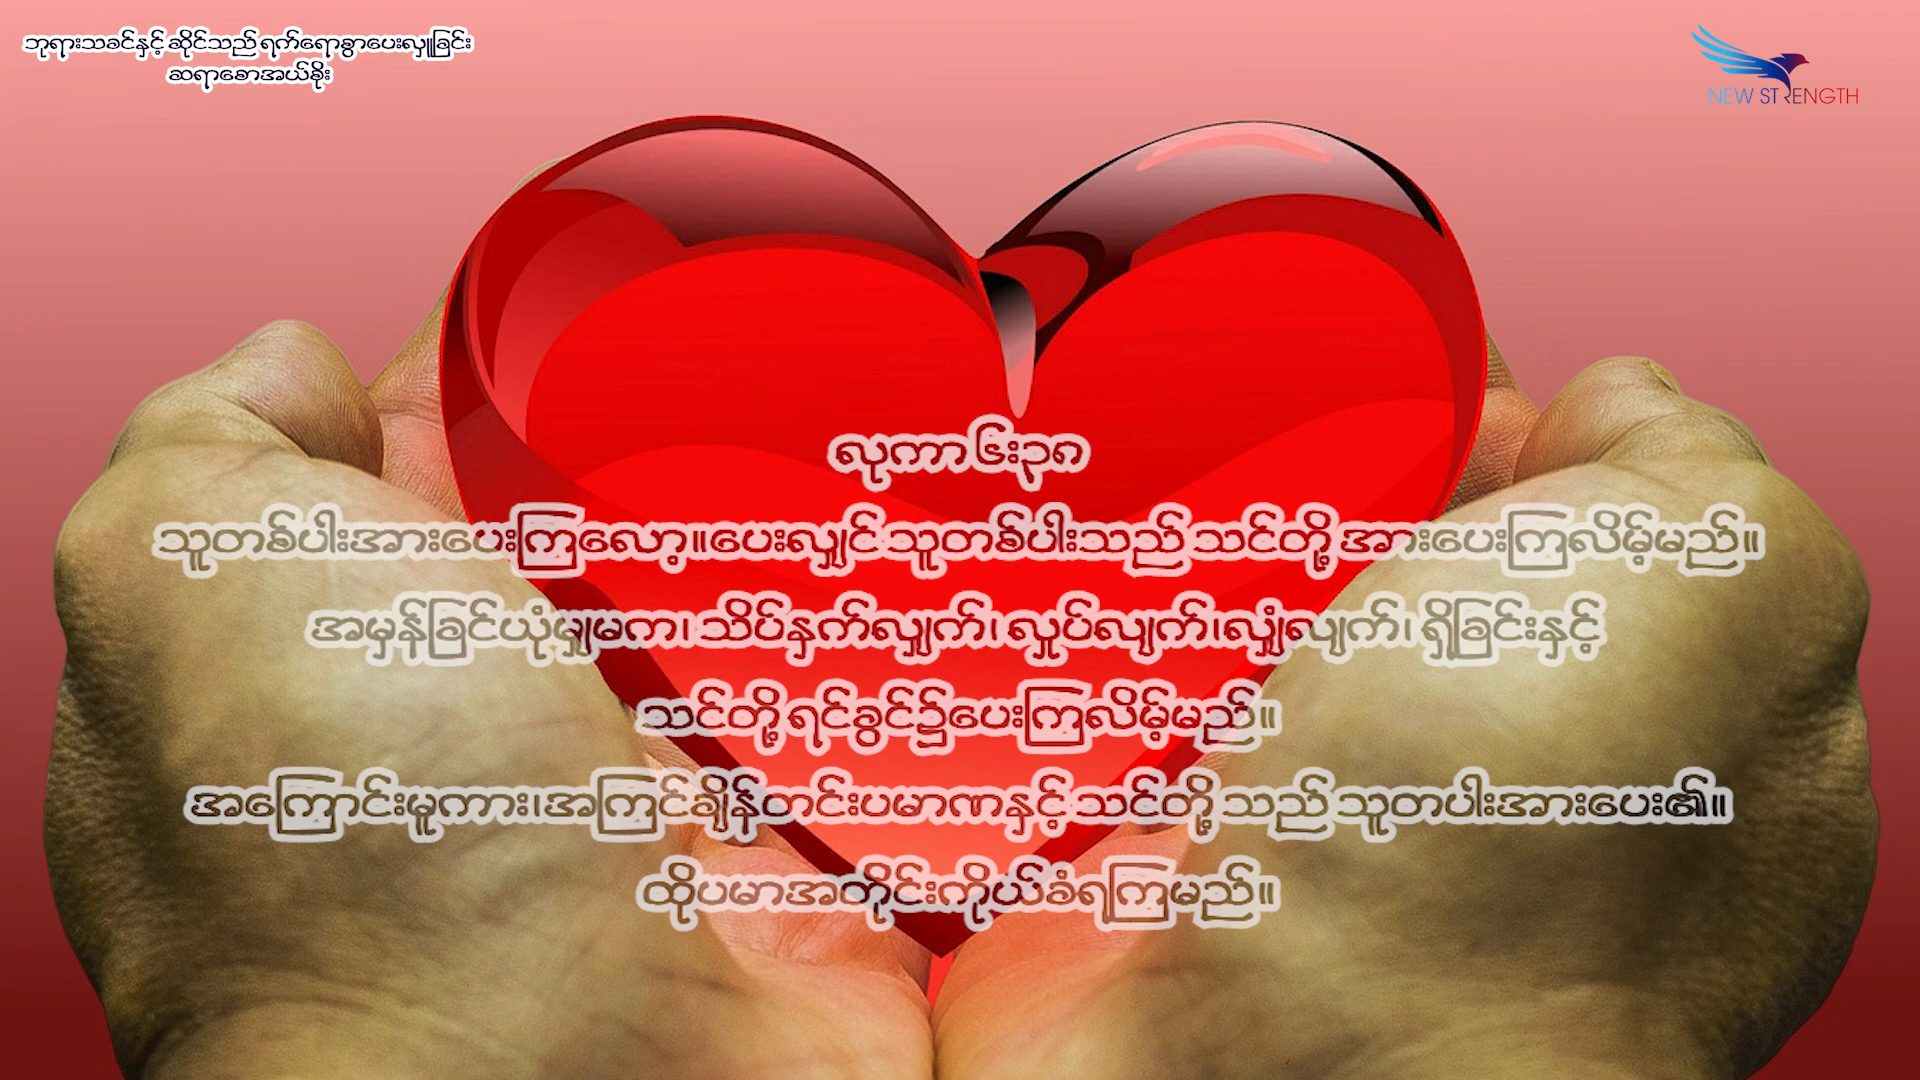 ဘုရားသခင်နှင့် ဆိုင်သည် ရက်ရောစွာပေးလှူခြင်း
ဆရာစောအယ်ခိုး
NEW STRENGTH
လုကာ ၆း၃၈
သူတစ်ပါးအားပေးကြလော့။ပေးလျှင် သူတစ်ပါးသည် သင်တို့ အားပေးကြလိမ့်မည်။
အမှန်ခြင်ယုံမျှမက၊ သိပ်နှက်လျှက်၊ လှုပ်လျက်၊လျှံလျက်၊ ရှိခြင်းနှင့်
သင်တို့ ရင်ခွင်၌ပေးကြလိမ့်မည်။
အကြောင်းမူကား၊အကြင်ချိန်တင်းပမာဏနှင့် သင်တို့ သည် သူတပါးအားပေး၏။
ထိုပမာအတိုင်းကိုယ်ခံရကြမည်။